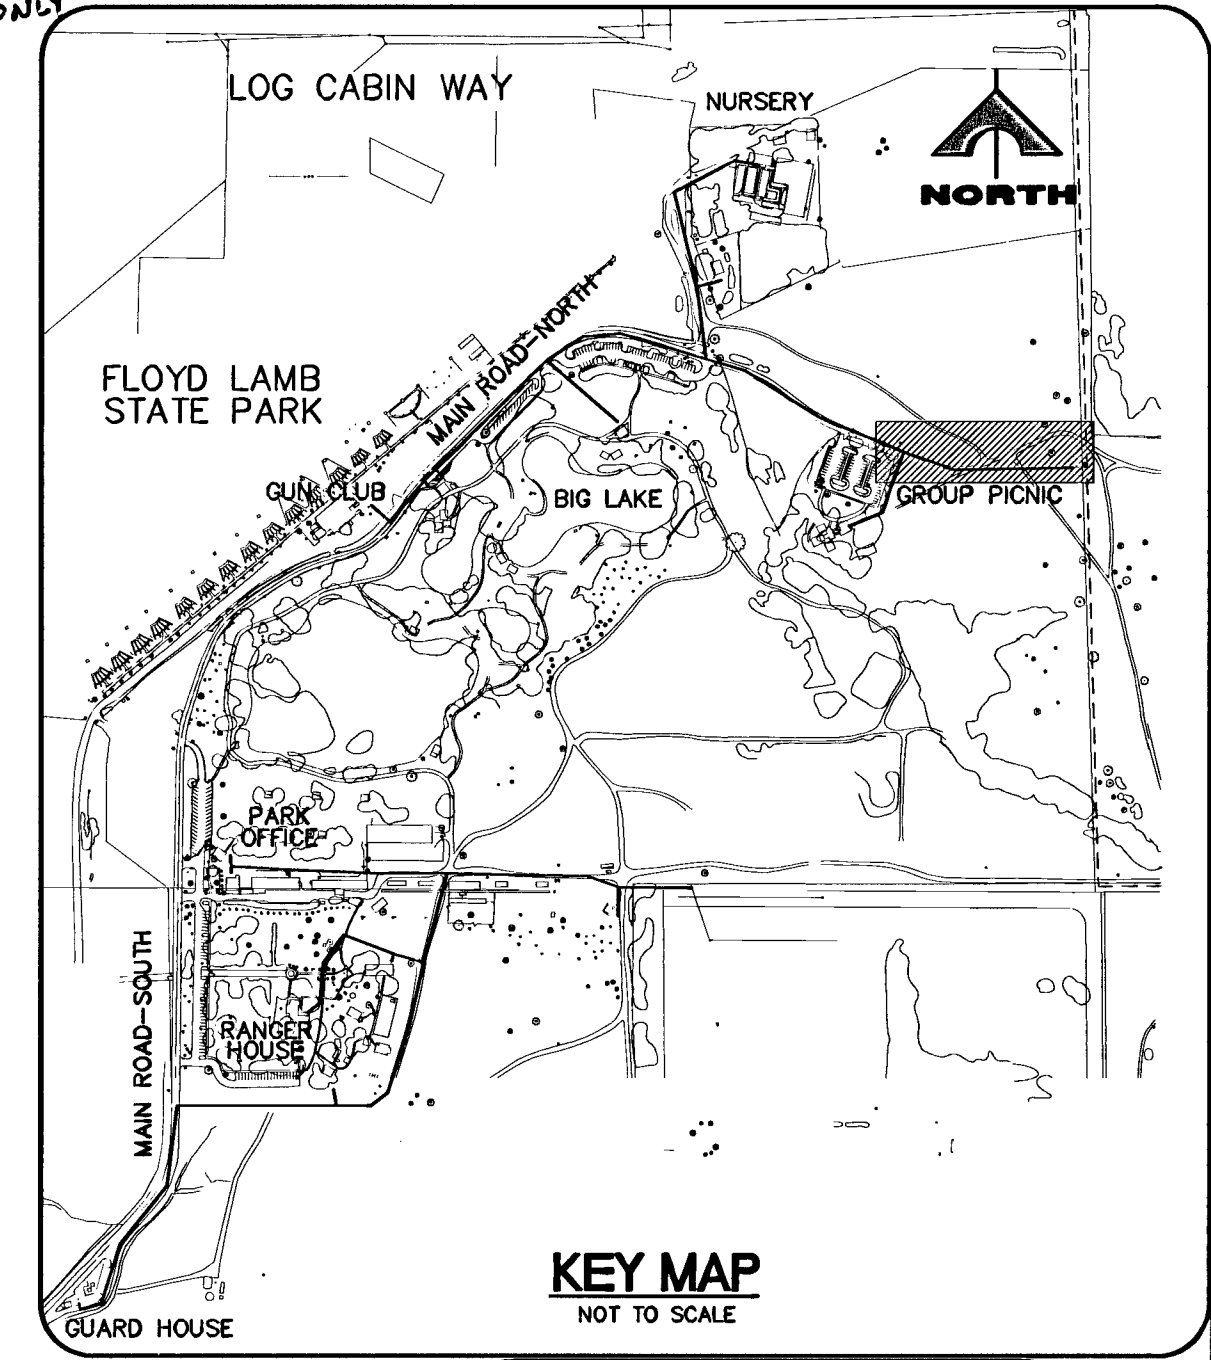 ONLY
LOG CABIN WAY
NURSERY
NORTH
MAIN ROAD-NORTH
FLOYD LAMB
STATE PARK
GUN CLUB
BIG LAKE
GROUP PICNIC
PARK
OFFICE
MAIN ROAD-SOUTH
RANGER
HOUSE
KEY MAP
NOT TO SCALE
GUARD HOUSE